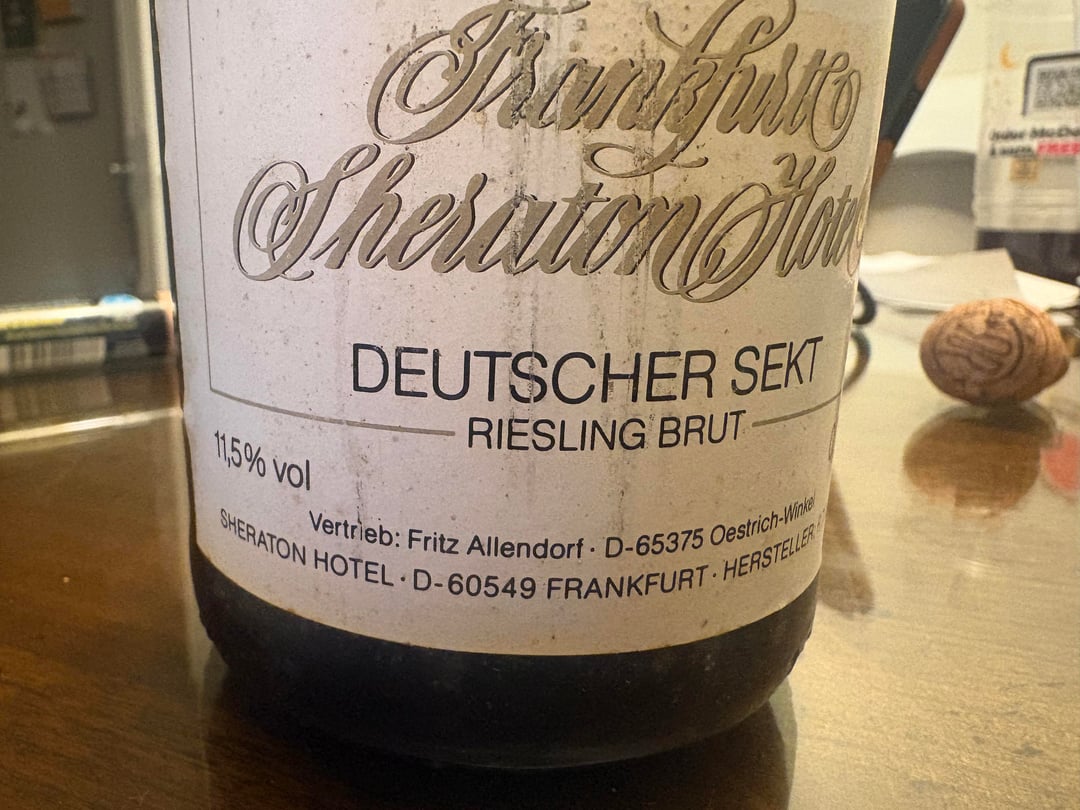 Frankfurt
Sheraton Hotel
DEUTSCHER SEKT
RIESLING BRUT
11,5% vol
Vertrieb: Fritz Allendorf · D-65375 Oestrich-Winkel
SHERATON HOTEL · D-60549 FRANKFURT · HERSTELLER:
FREE